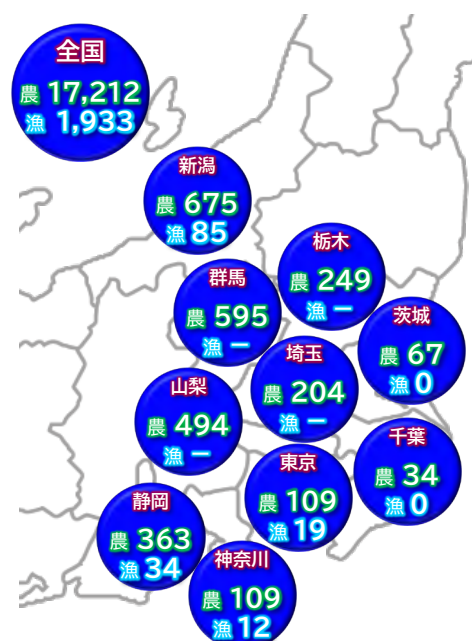 全国
農 17,212
漁 1,933
新潟
農 675
漁 85
栃木
農 249
漁 ー
群馬
農 595
漁 ー
茨城
農 67
漁 0
埼玉
農 204
漁 ー
山梨
農 494
漁 ー
千葉
農 34
漁 0
東京
農 109
漁 19
静岡
農 363
漁 34
神奈川
農 109
漁 12